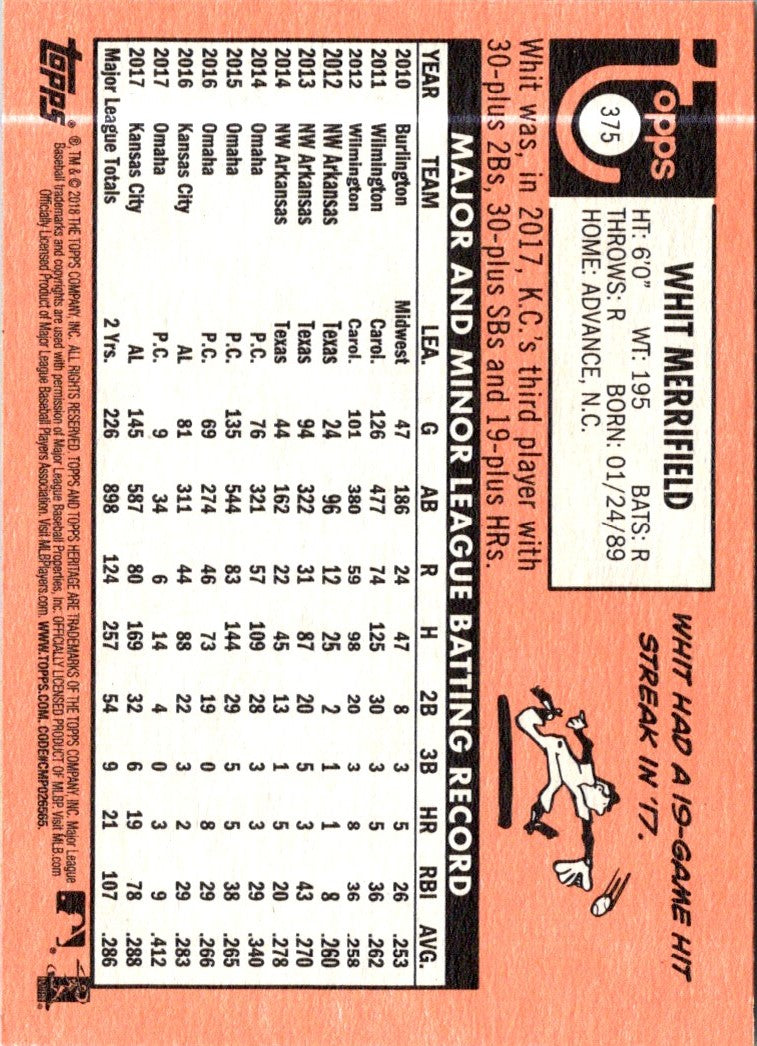 topps
375
WHIT MERRIFIELD
HT: 6'0" WT: 195 BATS: R
THROWS: R BORN: 01/24/89
HOME: ADVANCE, N.C.
WHIT HAD A 19-GAME HIT
STREAK IN '17.
Whit was, in 2017, K.C.'s third player with
30-plus 2Bs, 30-plus SBs and 19-plus HRs.
MAJOR AND MINOR LEAGUE BATTING RECORD
YEAR TEAM LEA. G AB R H 2B 3B HR RBI AVG.
2010 Burlington Midwest 47 186 24 47 8 3 5 26 .253
2011 Wilmington Carol. 126 477 74 125 30 3 5 36 .262
2012 Wilmington Carol. 101 380 59 98 20 3 8 36 .258
2012 NW Arkansas Texas 24 96 12 25 2 1 1 8 .260
2013 NW Arkansas Texas 94 322 31 87 20 5 3 43 .270
2014 NW Arkansas Texas 44 162 22 45 13 1 5 20 .278
2014 Omaha P.C. 76 321 57 109 28 3 3 29 .340
2015 Omaha P.C. 135 544 83 144 29 5 5 38 .265
2016 Omaha P.C. 69 274 46 73 19 0 8 29 .266
2016 Kansas City AL 81 311 44 88 22 3 2 29 .283
2017 Omaha P.C. 9 34 6 14 4 0 3 9 .412
2017 Kansas City AL 145 587 80 169 32 6 19 78 .288
Major League Totals 2 Yrs. 226 898 124 257 54 9 21 107 .286
topps ®, TM & © 2018 THE TOPPS COMPANY, INC. ALL RIGHTS RESERVED. TOPPS AND TOPPS HERITAGE ARE TRADEMARKS OF THE TOPPS COMPANY, INC. Major League
Baseball trademarks and copyrights are used with permission of Major League Baseball Properties, Inc. OFFICIALLY LICENSED PRODUCT OF MLBP. Visit MLB.com
Officially Licensed Product of Major League Baseball Players Association. Visit MLBPlayers.com. WWW.TOPPS.COM. CODE#CMP026565.